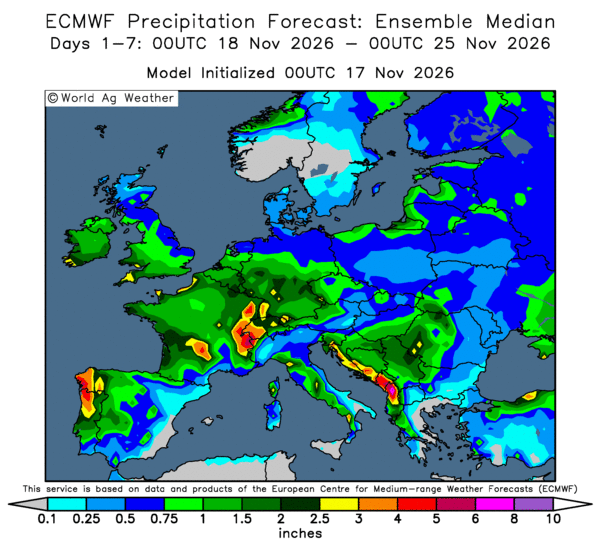 ECMWF Precipitation Forecast: Ensemble Median
Days 1–7: 00UTC 18 Nov 2026 – 00UTC 25 Nov 2026
Model Initialized 00UTC 17 Nov 2026
© World Ag Weather
This service is based on data and products of the European Centre for Medium-range Weather Forecasts (ECMWF)
0.1 0.25 0.5 0.75 1 1.5 2 2.5 3 4 5 6 8 10
inches